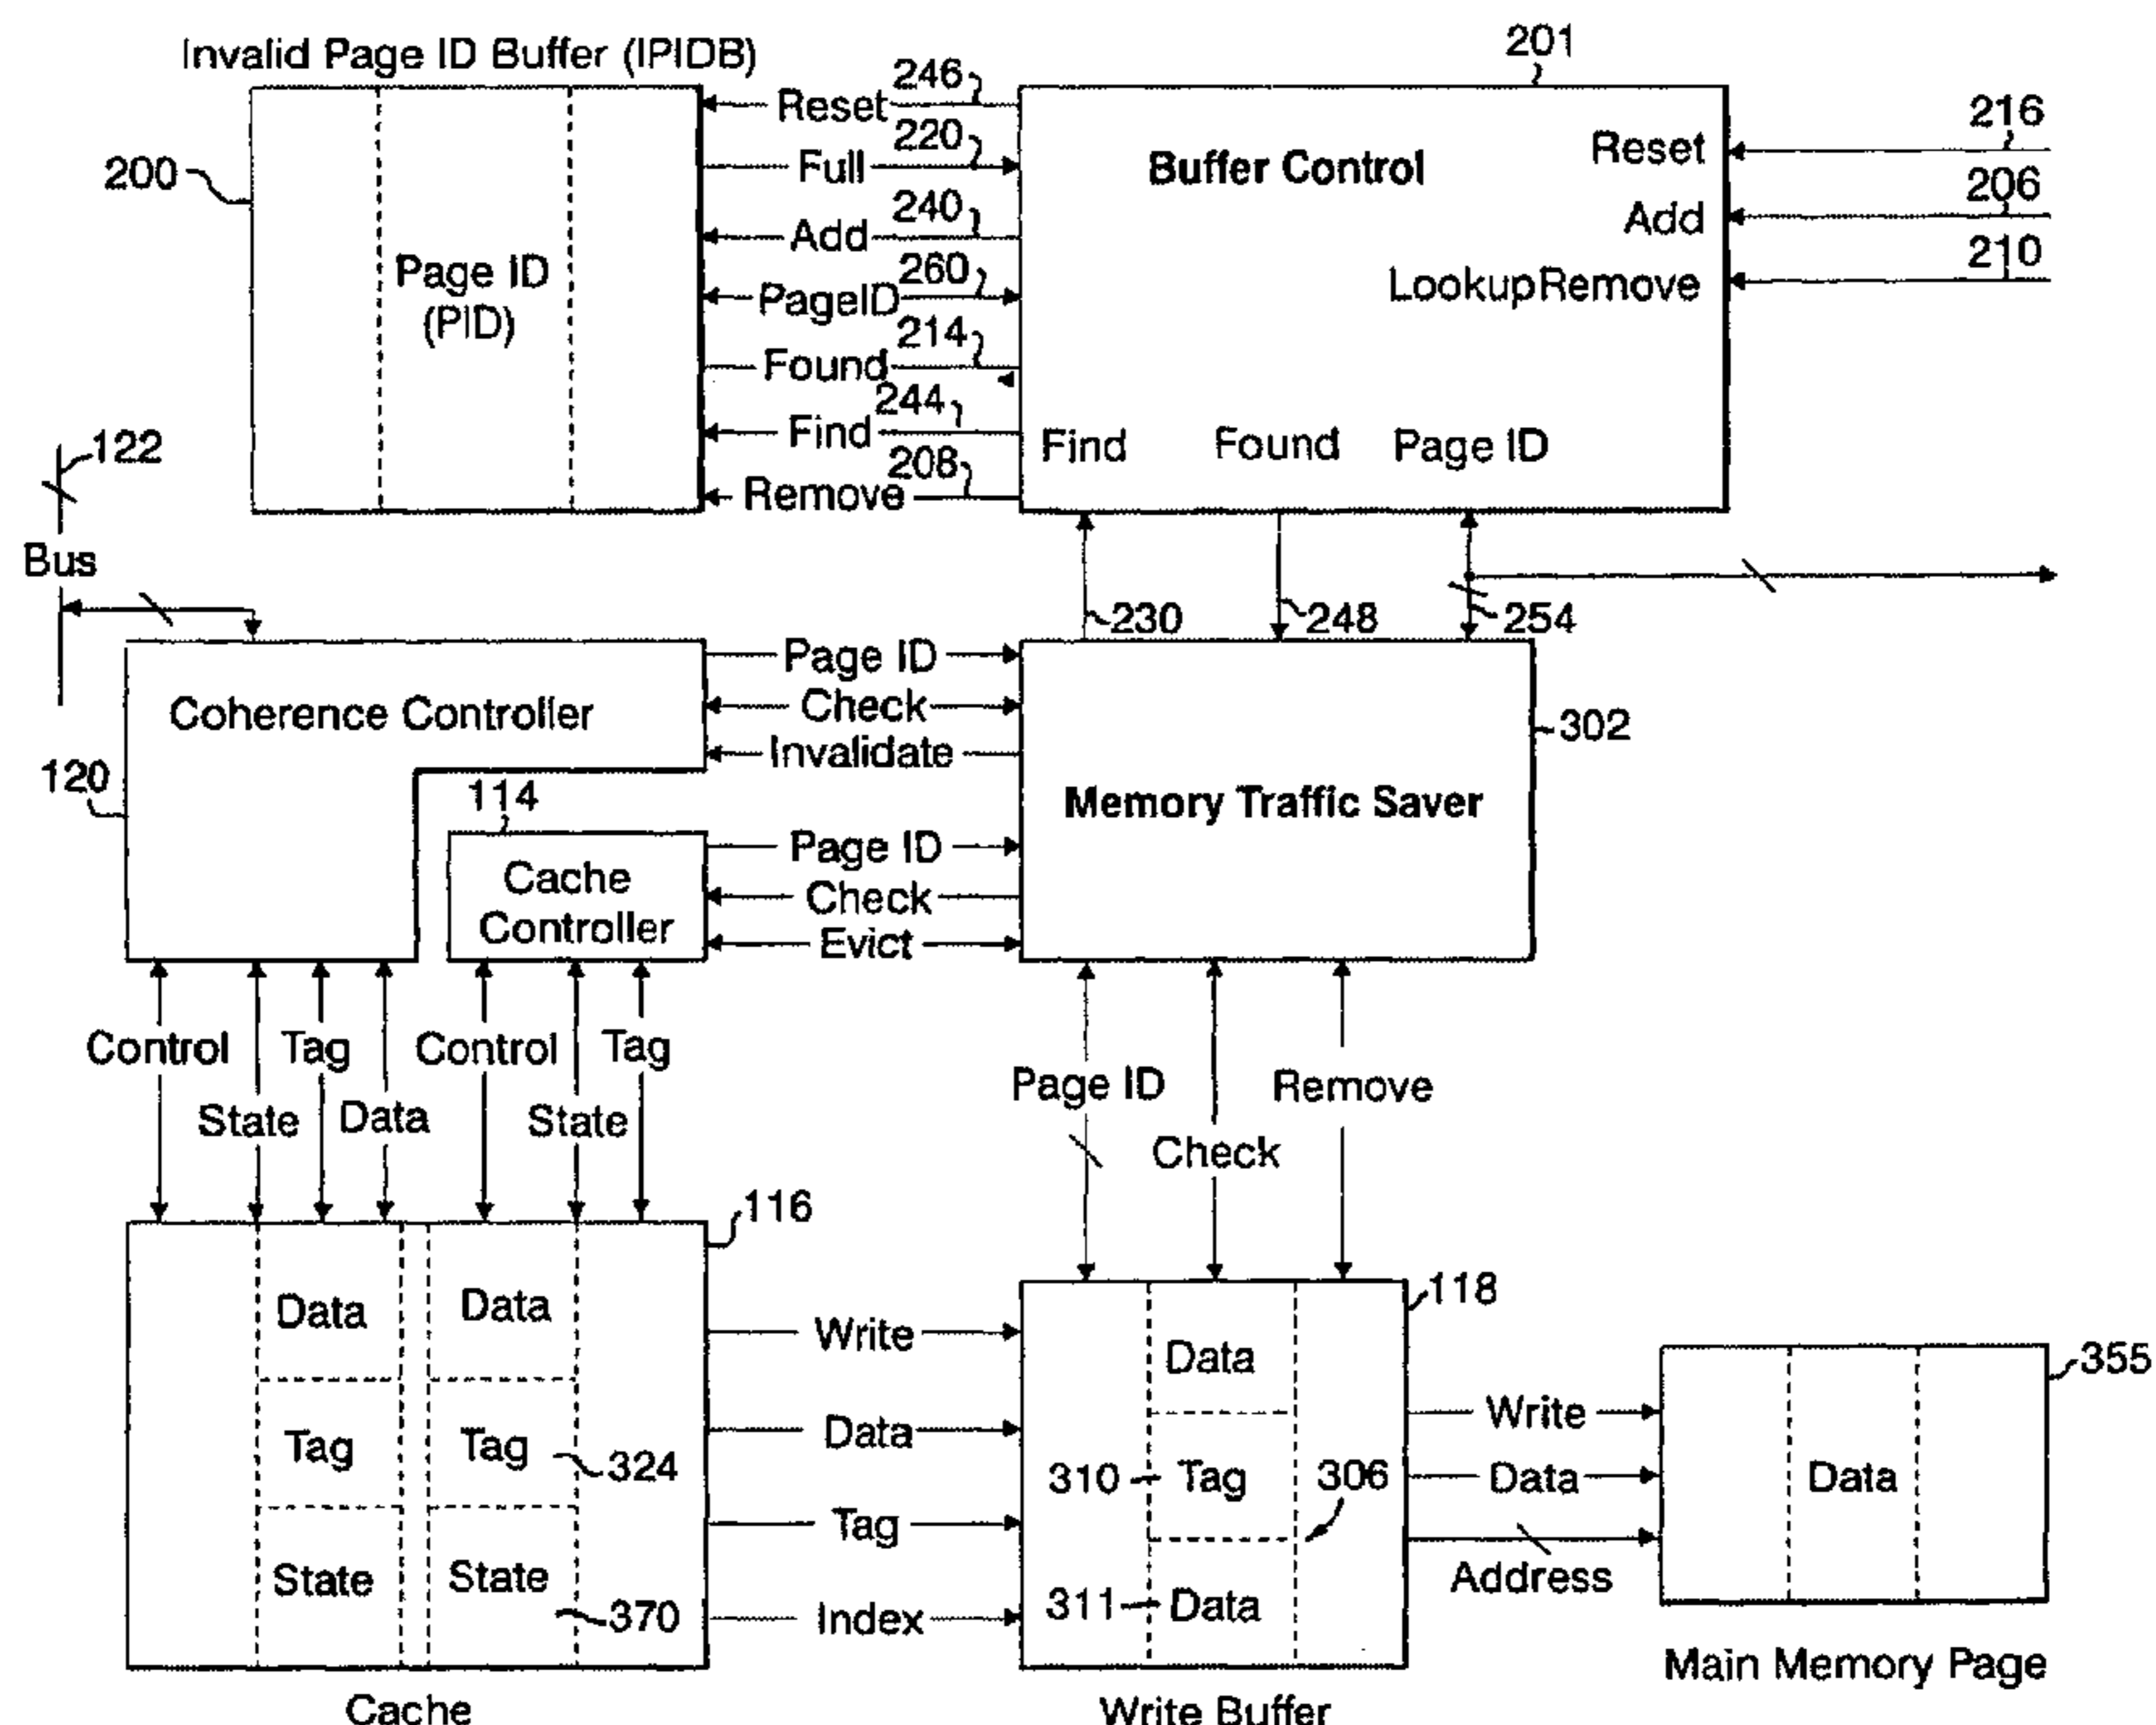 Invalid Page ID Buffer (IPIDB)
201
246
Reset
220
Full
240
Add
260
PageID
214
Found
244
Find
208
Remove
200
Page ID
(PID)
Buffer Control
Reset
216
Add
206
LookupRemove
210
Find Found Page ID
122
Bus
230
248
254
Coherence Controller
120
Page ID
Check
Invalidate
114
Cache
Controller
Page ID
Check
Evict
Memory Traffic Saver
302
Control Tag Control Tag
State Data State
Page ID Remove
Check
116
Data Data
Tag Tag 324
State State 370
Cache
Write
Data
Tag
Index
118
Data
310 Tag 306
311 Data
Write Buffer
Write
Data
Address
355
Data
Main Memory Page